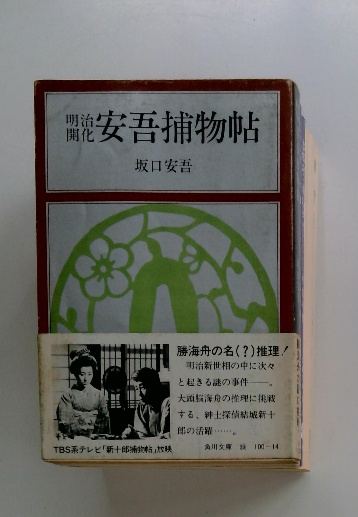 明治開化 安吾捕物帖
坂口安吾
勝海舟の名(?)推理!
明治新世相の中に次々
と起きる謎の事件——。
大頭脳海舟の推理に挑戦
する、紳士探偵結城新十
郎の活躍……。
TBS系テレビ「新十郎捕物帖」放映
角川文庫 緑 100-14